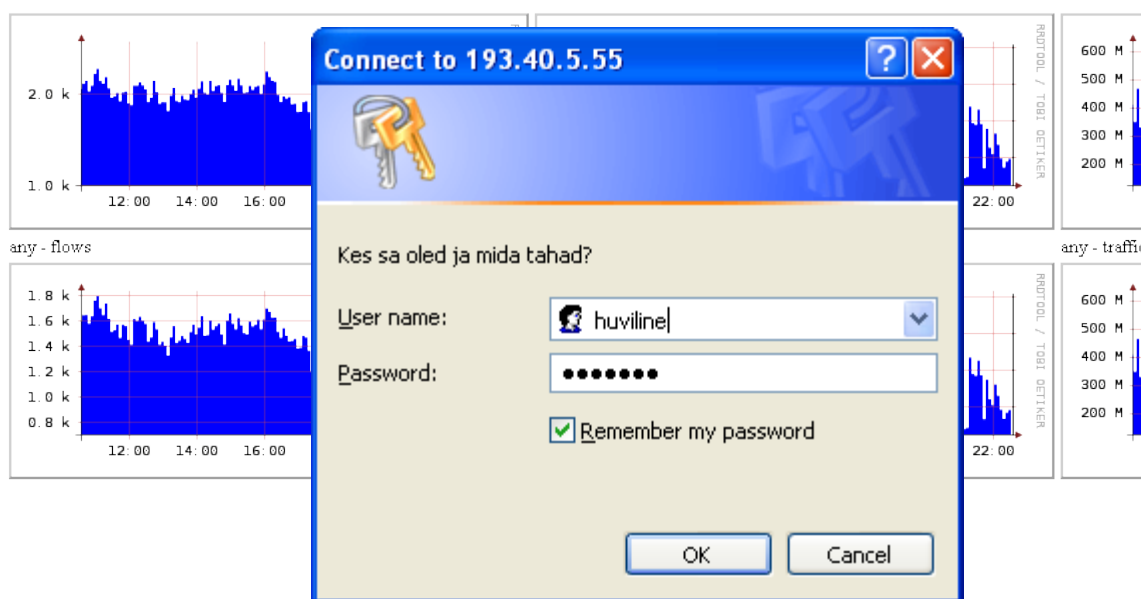 Connect to 193.40.5.55
Kes sa oled ja mida tahad?
User name:
huviline
Password:
•••••••
Remember my password
OK
Cancel
2.0 k
1.0 k
12:00 14:00 16:00
any - flows
1.8 k
1.6 k
1.4 k
1.2 k
1.0 k
0.8 k
12:00 14:00 16:00
22:00
RRDTOOL / TOBI OETIKER
22:00
RRDTOOL / TOBI OETIKER
600 M
500 M
400 M
300 M
200 M
any - traffic
600 M
500 M
400 M
300 M
200 M